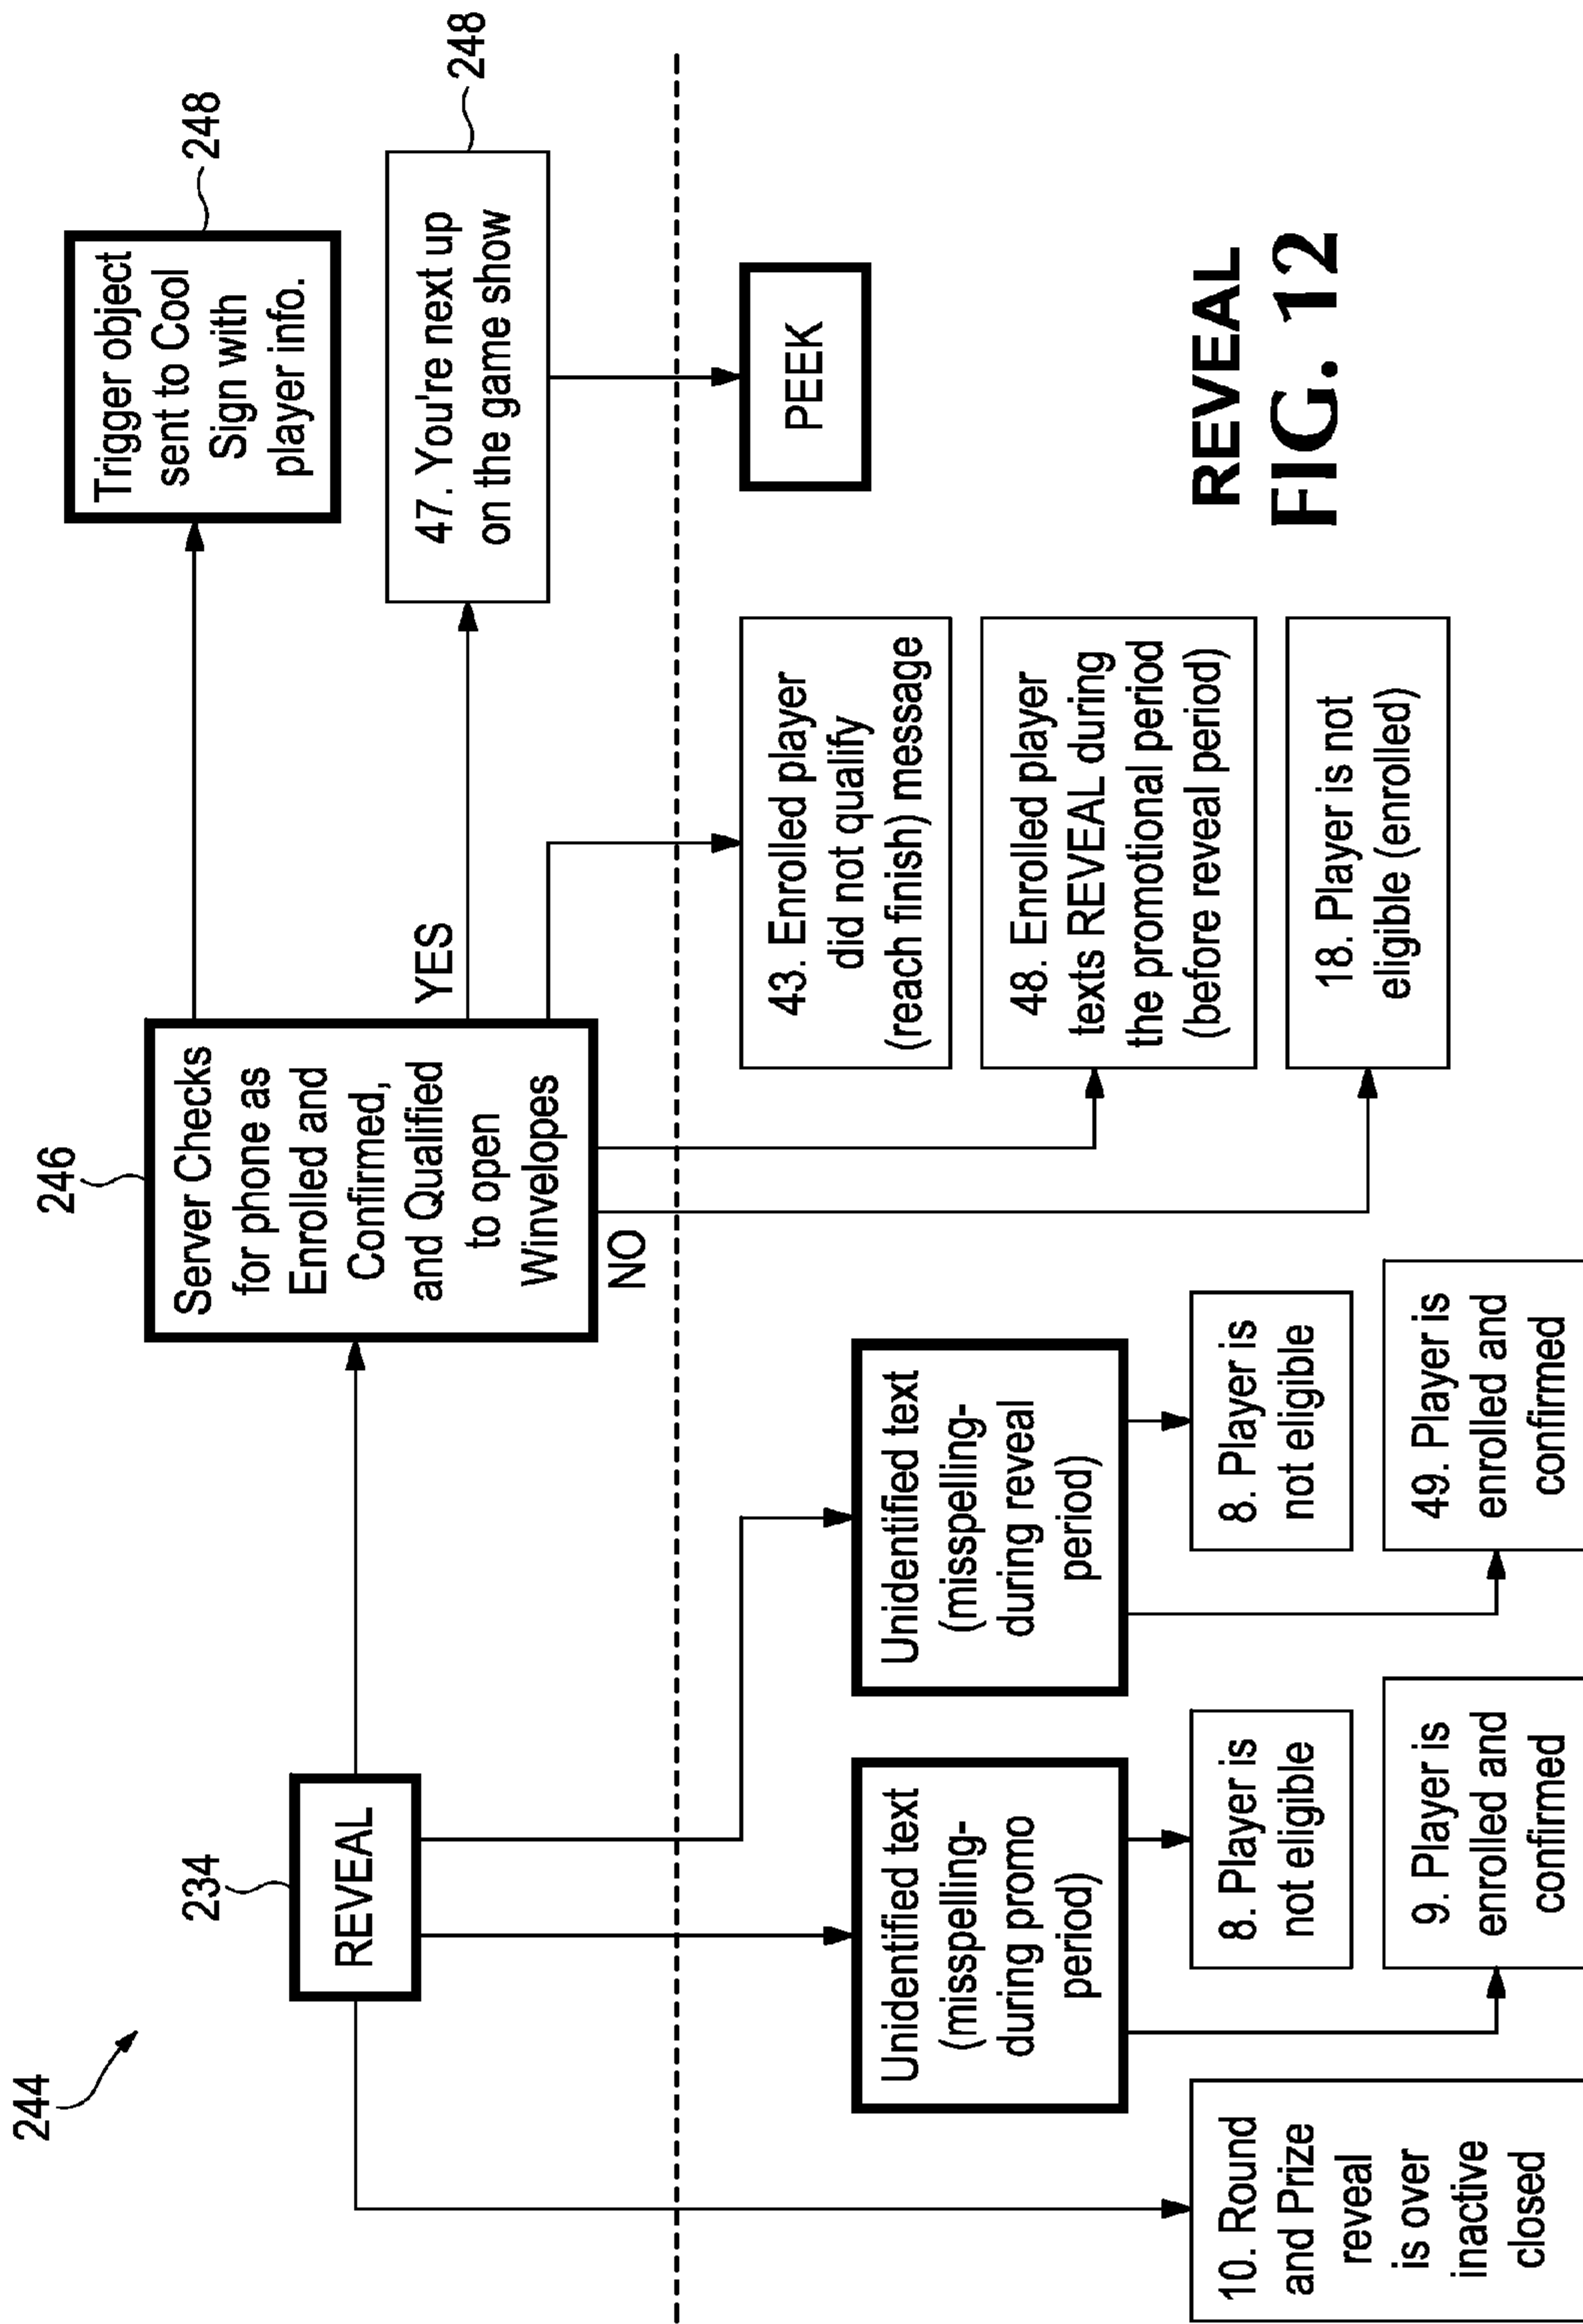 244
234
REVEAL
246
Server Checks
for phone as
Enrolled and
Confirmed,
and Qualified
to open
Winvelopes
YES
NO
248
Trigger object
sent to Cool
Sign with
player info.
248
47. You're next up
on the game show
PEEK
43. Enrolled player
did not qualify
(reach finish) message
48. Enrolled player
texts REVEAL during
the promotional period
(before reveal period)
18. Player is not
eligible (enrolled)
Unidentified text
(misspelling-
during promo
period)
8. Player is
not eligible
9. Player is
enrolled and
confirmed
Unidentified text
(misspelling-
during reveal
period)
8. Player is
not eligible
49. Player is
enrolled and
confirmed
10. Round
and Prize
reveal
is over
inactive
closed
REVEAL
FIG. 12